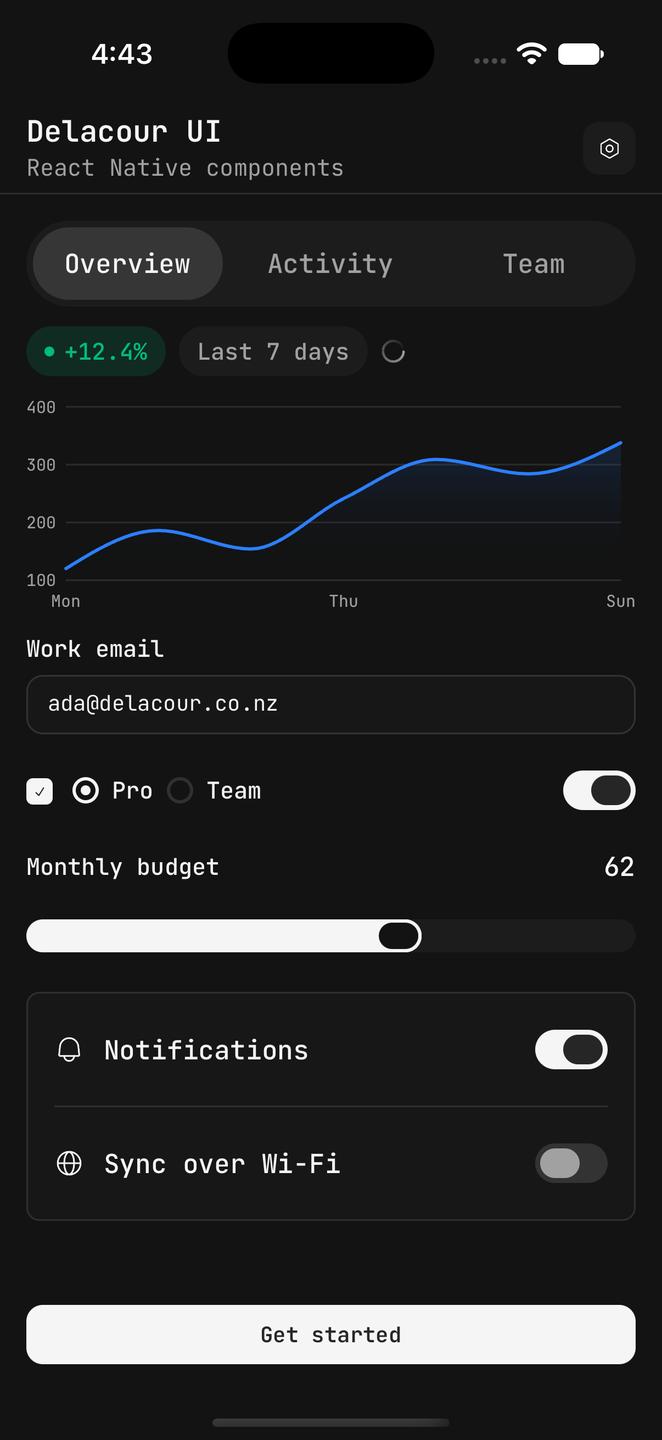 4:43
Delacour UI
React Native components
Overview Activity Team
+12.4% Last 7 days
400
300
200
100
Mon Thu Sun
Work email
ada@delacour.co.nz
Pro Team
Monthly budget 62
Notifications
Sync over Wi-Fi
Get started